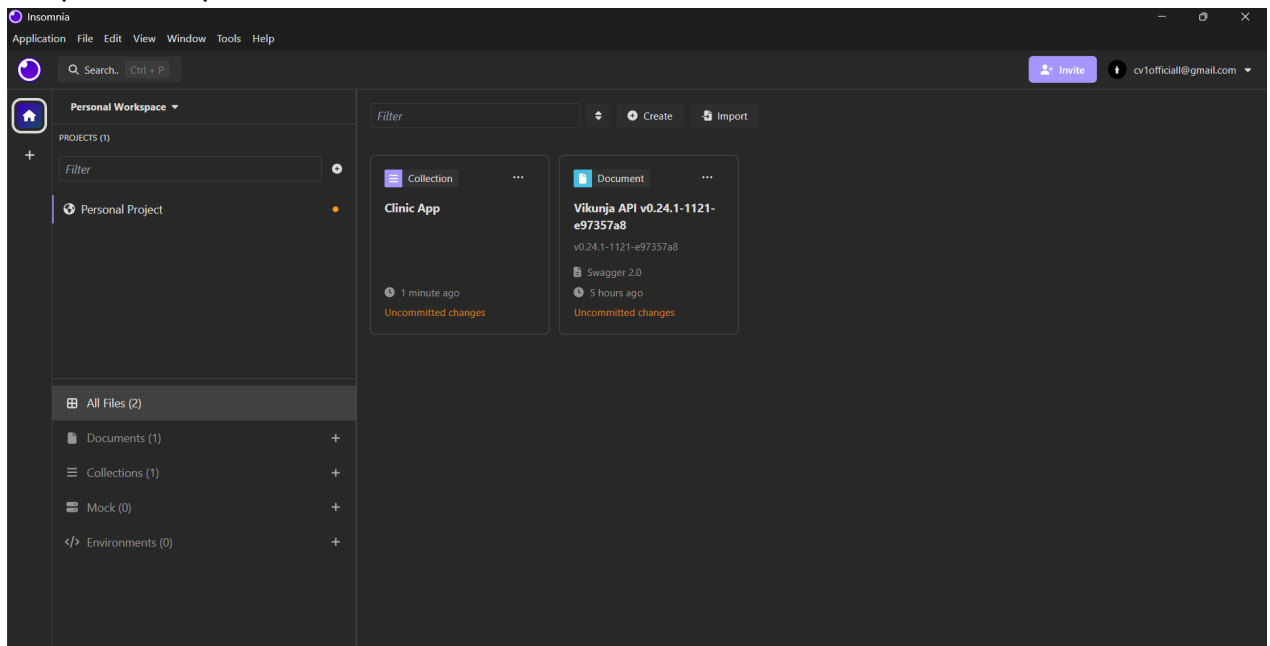 Insomnia
Application File Edit View Window Tools Help
Search.. Ctrl + P
Invite
cv1officiall@gmail.com
Personal Workspace
PROJECTS (1)
Filter
Personal Project
All Files (2)
Documents (1)
Collections (1)
Mock (0)
Environments (0)
Filter
Create
Import
Collection
Clinic App
1 minute ago
Uncommitted changes
Document
Vikunja API v0.24.1-1121-
e97357a8
v0.24.1-1121-e97357a8
Swagger 2.0
5 hours ago
Uncommitted changes